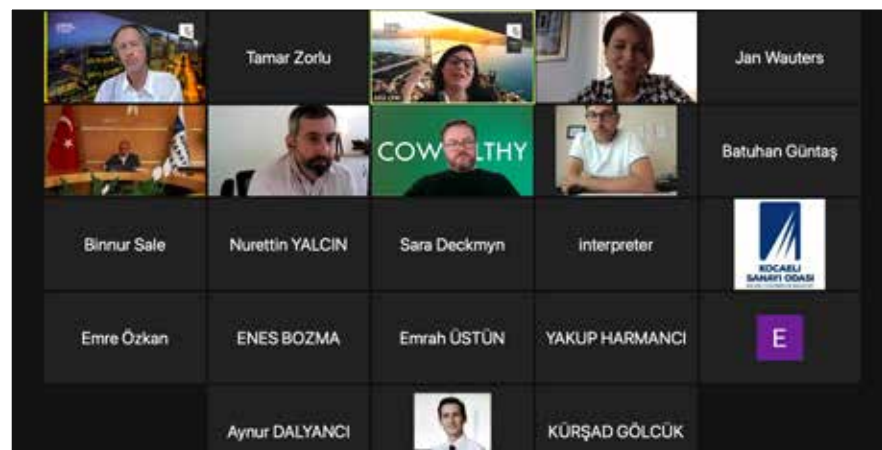 Tamar Zorlu
Jan Wauters
COW LTHY
Batuhan Güntaş
Binnur Sale
Nurettin YALCIN
Sara Deckmyn
interpreter
KOCAELİ
SANAYİ ODASI
Emre Özkan
ENES BOZMA
Emrah ÜSTÜN
YAKUP HARMANCI
E
Aynur DALYANCI
KÜRŞAD GÖLCÜK